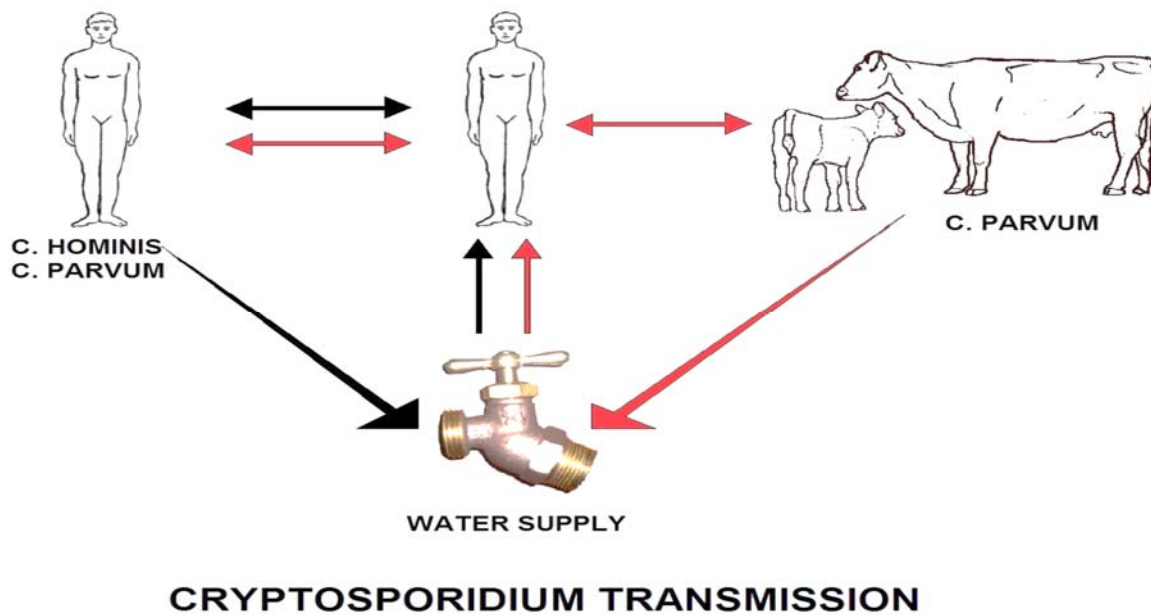 C. HOMINIS
C. PARVUM
C. PARVUM
WATER SUPPLY
CRYPTOSPORIDIUM TRANSMISSION